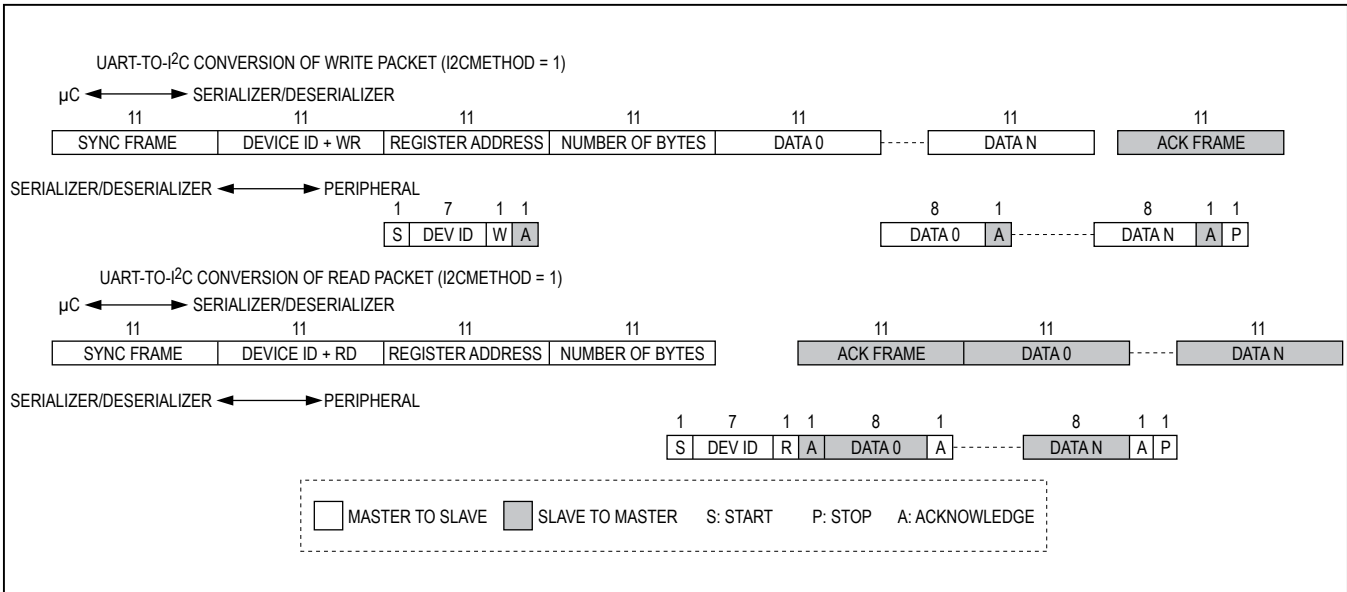 UART-TO-I2C CONVERSION OF WRITE PACKET (I2CMETHOD = 1)
µC SERIALIZER/DESERIALIZER
11 11 11 11 11 11 11
SYNC FRAME DEVICE ID + WR REGISTER ADDRESS NUMBER OF BYTES DATA 0 DATA N ACK FRAME
SERIALIZER/DESERIALIZER PERIPHERAL
1 7 1 1 8 1 8 1 1
S DEV ID W A DATA 0 A DATA N A P
UART-TO-I2C CONVERSION OF READ PACKET (I2CMETHOD = 1)
µC SERIALIZER/DESERIALIZER
11 11 11 11 11 11 11
SYNC FRAME DEVICE ID + RD REGISTER ADDRESS NUMBER OF BYTES ACK FRAME DATA 0 DATA N
SERIALIZER/DESERIALIZER PERIPHERAL
1 7 1 1 8 1 8 1 1
S DEV ID R A DATA 0 A DATA N A P
MASTER TO SLAVE SLAVE TO MASTER S: START P: STOP A: ACKNOWLEDGE